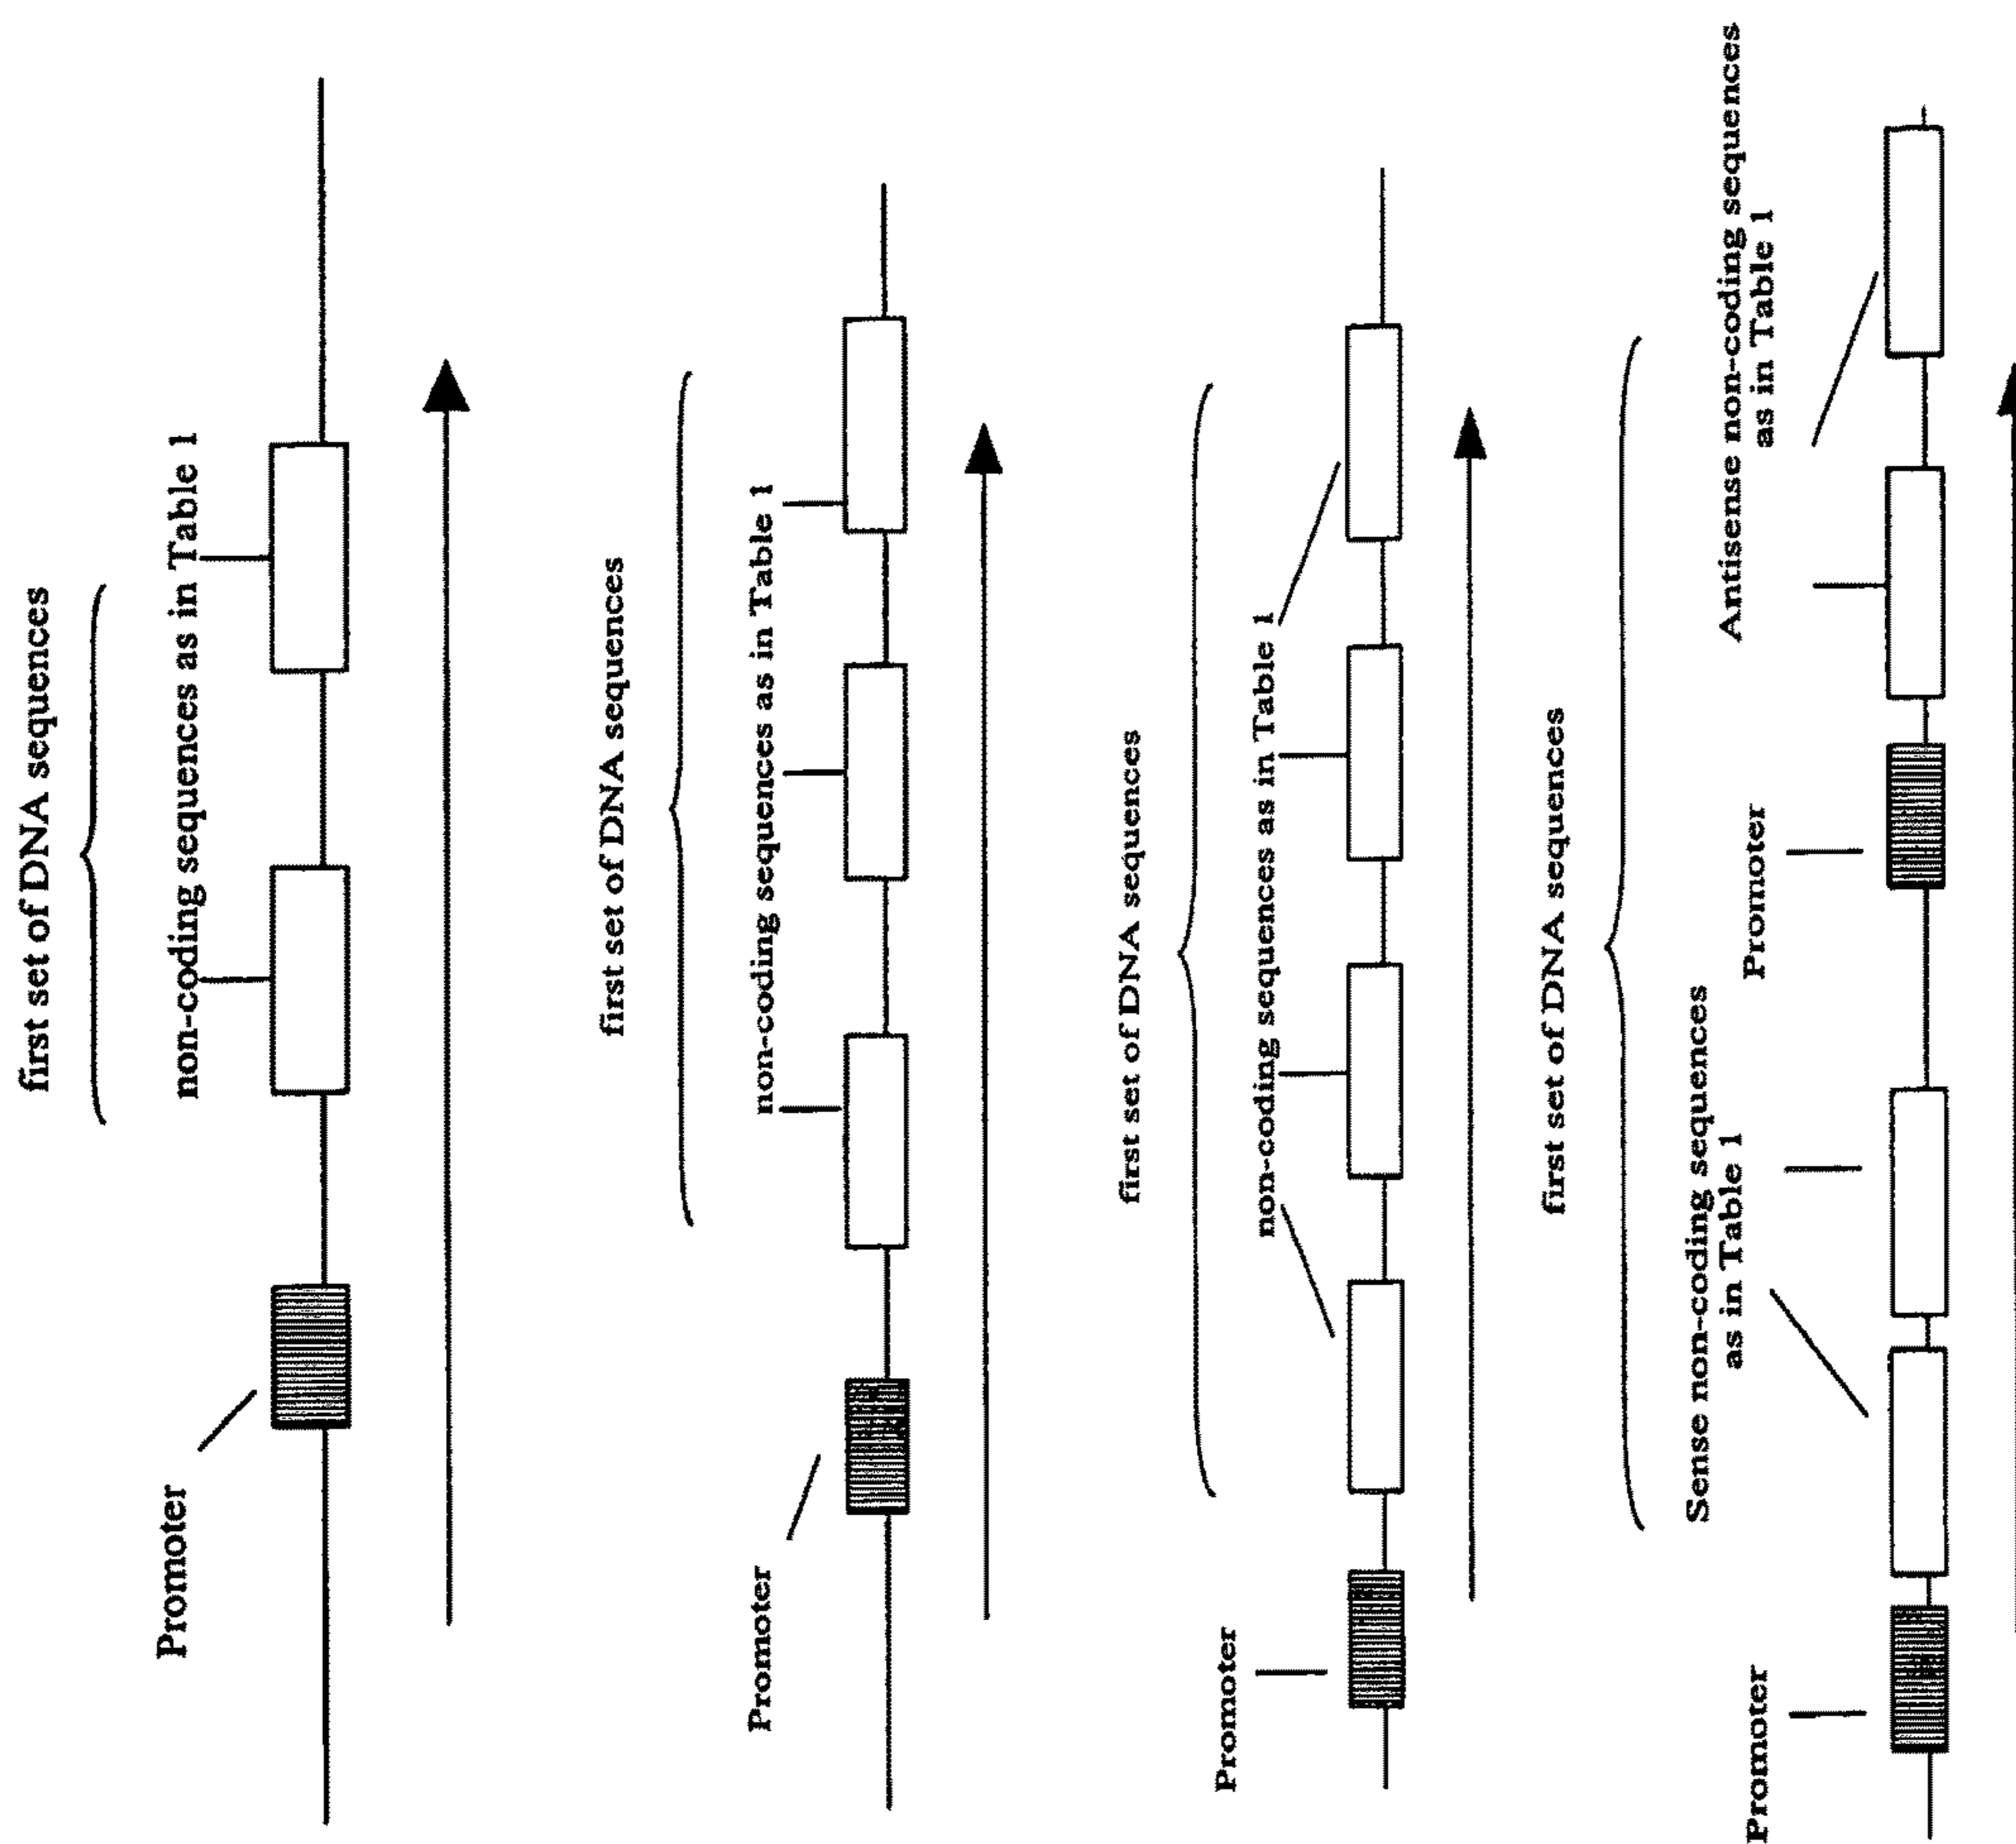 first set of DNA sequences
Promoter
non-coding sequences as in Table 1
first set of DNA sequences
Promoter
non-coding sequences as in Table 1
first set of DNA sequences
Promoter
non-coding sequences as in Table 1
first set of DNA sequences
Sense non-coding sequences
as in Table 1
Antisense non-coding sequences
as in Table 1
Promoter
Promoter